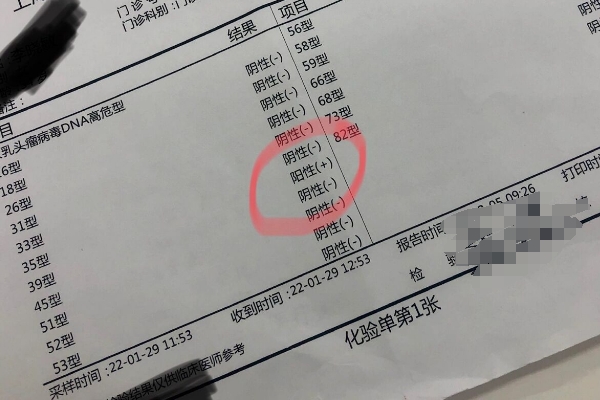 门诊科别:门
结果 项目
乳头瘤病毒DNA高危型
6型 阴性(-) 56型
18型 阴性(-) 58型
26型 阴性(-) 59型
31型 阴性(-) 66型
33型 阴性(-) 68型
35型 阴性(-) 73型
39型 阳性(+) 82型
45型 阴性(-)
51型 阴性(-)
52型 阴性(-)
53型 阴性(-)
采样时间:22-01-29 11:53 收到时间:22-01-29 12:53 报告时间 05 09:26 打印时
检验结果仅供临床医师参考
检
化验单第1张